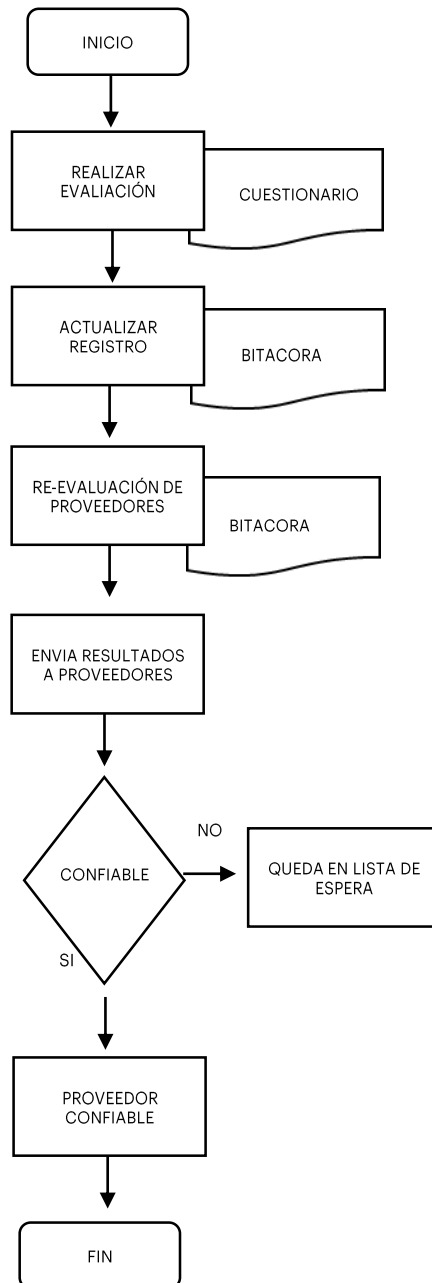 INICIO
REALIZAR
EVALIACIÓN
CUESTIONARIO
ACTUALIZAR
REGISTRO
BITACORA
RE-EVALUACIÓN DE
PROVEEDORES
BITACORA
ENVIA RESULTADOS
A PROVEEDORES
NO
CONFIABLE
QUEDA EN LISTA DE
ESPERA
SI
PROVEEDOR
CONFIABLE
FIN